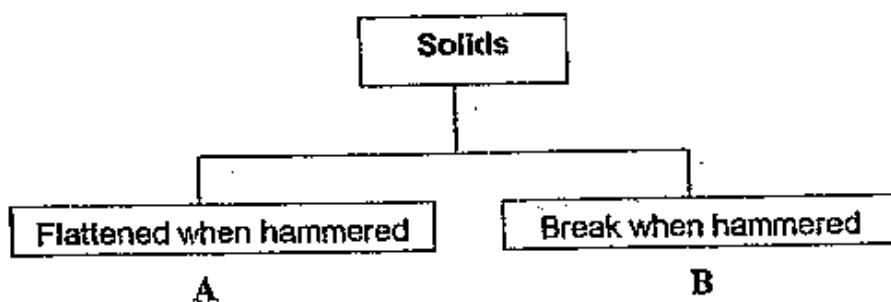 Solids
Flattened when hammered
Break when hammered
A
B